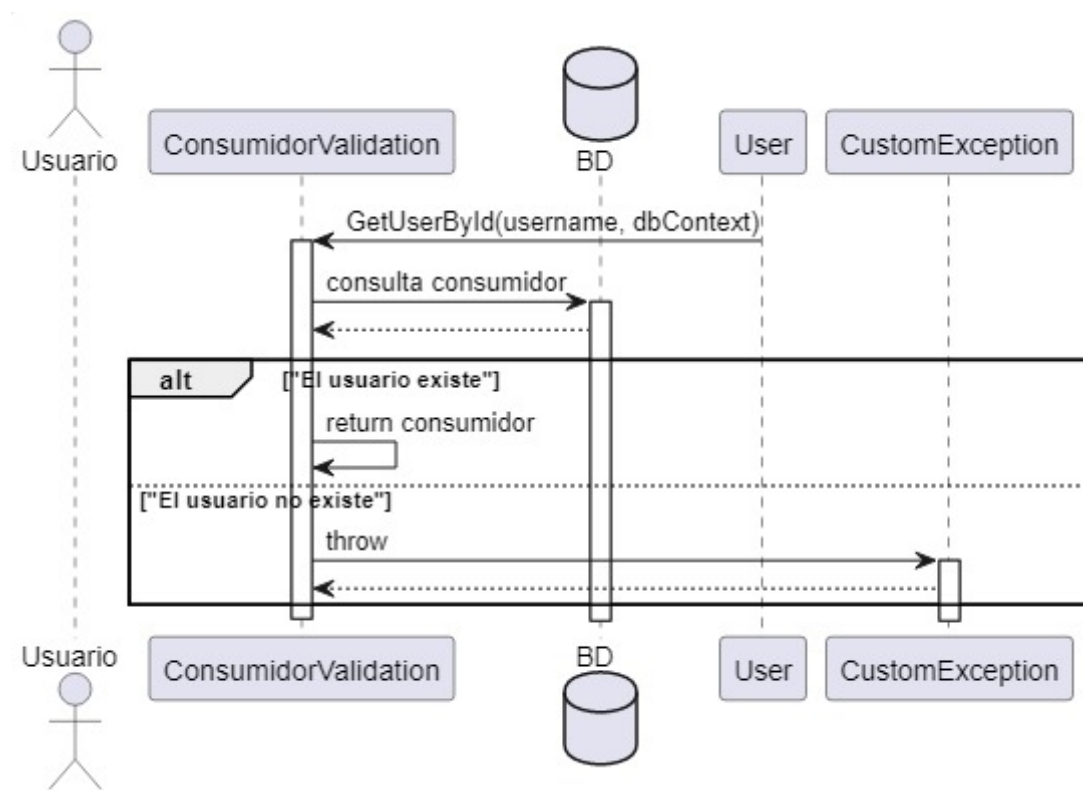 Usuario
ConsumidorValidation
BD
User
CustomException
GetUserById(username, dbContext)
consulta consumidor
alt
["El usuario existe"]
return consumidor
["El usuario no existe"]
throw
Usuario
ConsumidorValidation
BD
User
CustomException